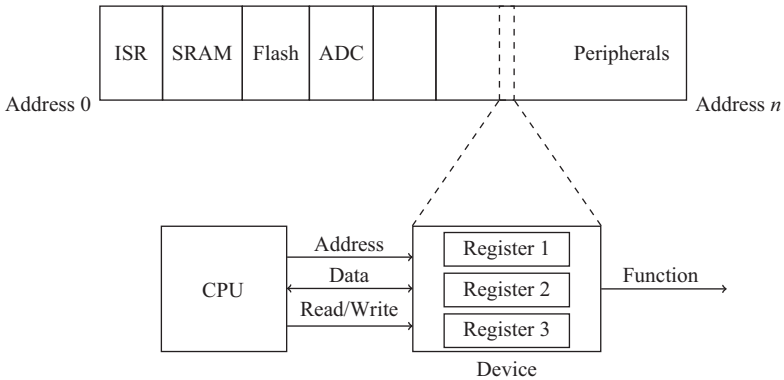 ISR SRAM Flash ADC Peripherals
Address 0
Address n
Address
Data
Read/Write
CPU
Register 1
Register 2
Register 3
Function
Device